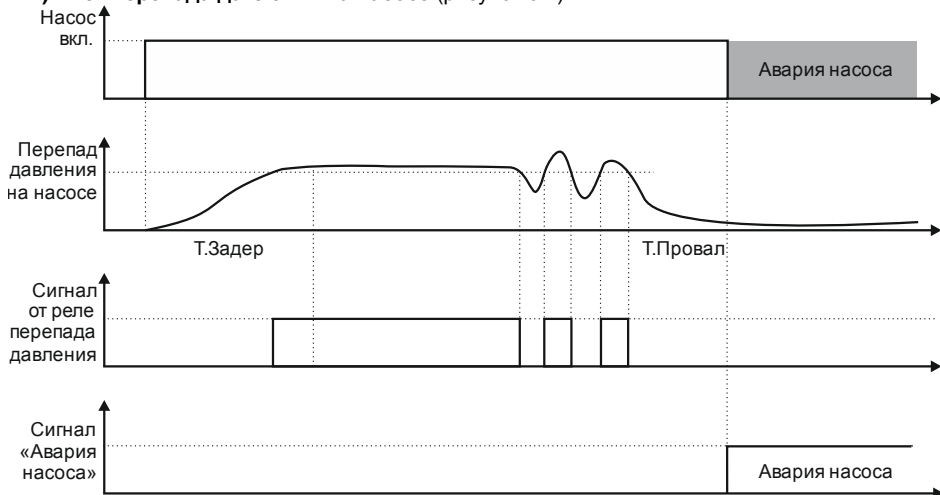 Насос
вкл.
Авария насоса
Перепад
давления
на насосе
Т.Задер
Т.Провал
Сигнал
от реле
перепада
давления
Сигнал
«Авария
насоса»
Авария насоса